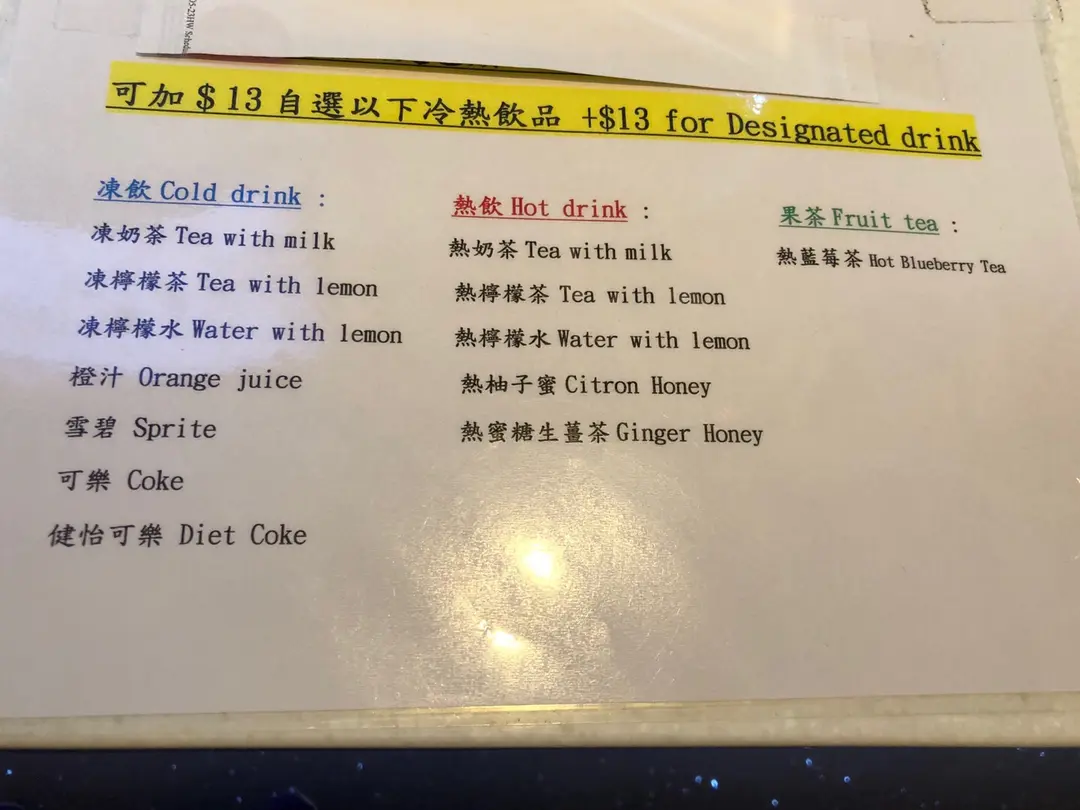 05-23HW Schedu
可加$13自選以下冷熱飲品 +$13 for Designated drink
凍飲 Cold drink :
凍奶茶 Tea with milk
凍檸檬茶 Tea with lemon
凍檸檬水 Water with lemon
橙汁 Orange juice
雪碧 Sprite
可樂 Coke
健怡可樂 Diet Coke
熱飲 Hot drink :
熱奶茶 Tea with milk
熱檸檬茶 Tea with lemon
熱檸檬水 Water with lemon
熱柚子蜜 Citron Honey
熱蜜糖生薑茶 Ginger Honey
果茶 Fruit tea :
熱藍莓茶 Hot Blueberry Tea